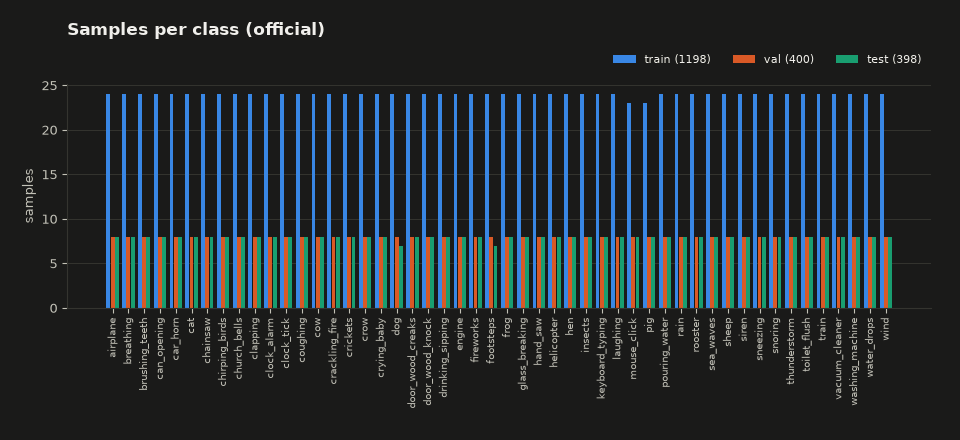 Samples per class (official)
train (1198)
val (400)
test (398)
samples
25
20
15
10
5
0
airplane
breathing
brushing_teeth
can_opening
car_horn
cat
chainsaw
chirping_birds
church_bells
clapping
clock_alarm
clock_tick
coughing
cow
crackling_fire
crickets
crow
crying_baby
dog
door_wood_creaks
door_wood_knock
drinking_sipping
engine
fireworks
footsteps
frog
glass_breaking
hand_saw
helicopter
hen
insects
keyboard_typing
laughing
mouse_click
pig
pouring_water
rain
rooster
sea_waves
sheep
siren
sneezing
snoring
thunderstorm
toilet_flush
train
vacuum_cleaner
washing_machine
water_drops
wind